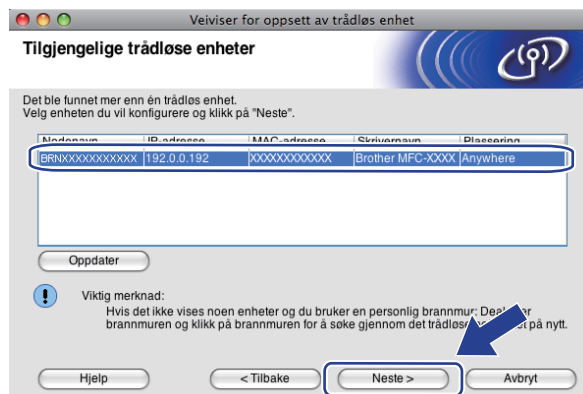 Veiviser for oppsett av trådløs enhet
Tilgjengelige trådløse enheter
Det ble funnet mer enn én trådløs enhet.
Velg enheten du vil konfigurere og klikk på "Neste".
Nodenavn IP-adresse MAC-adresse Skrivernavn Plassering
BRNXXXXXXXXXXX 192.0.0.192 XXXXXXXXXXXX Brother MFC-XXXX Anywhere
Oppdater
Viktig merknad:
Hvis det ikke vises noen enheter og du bruker en personlig brannmur:
brannmuren og klikk på brannmuren for å søke gjennom det på nytt.
Hjelp < Tilbake Neste > Avbryt